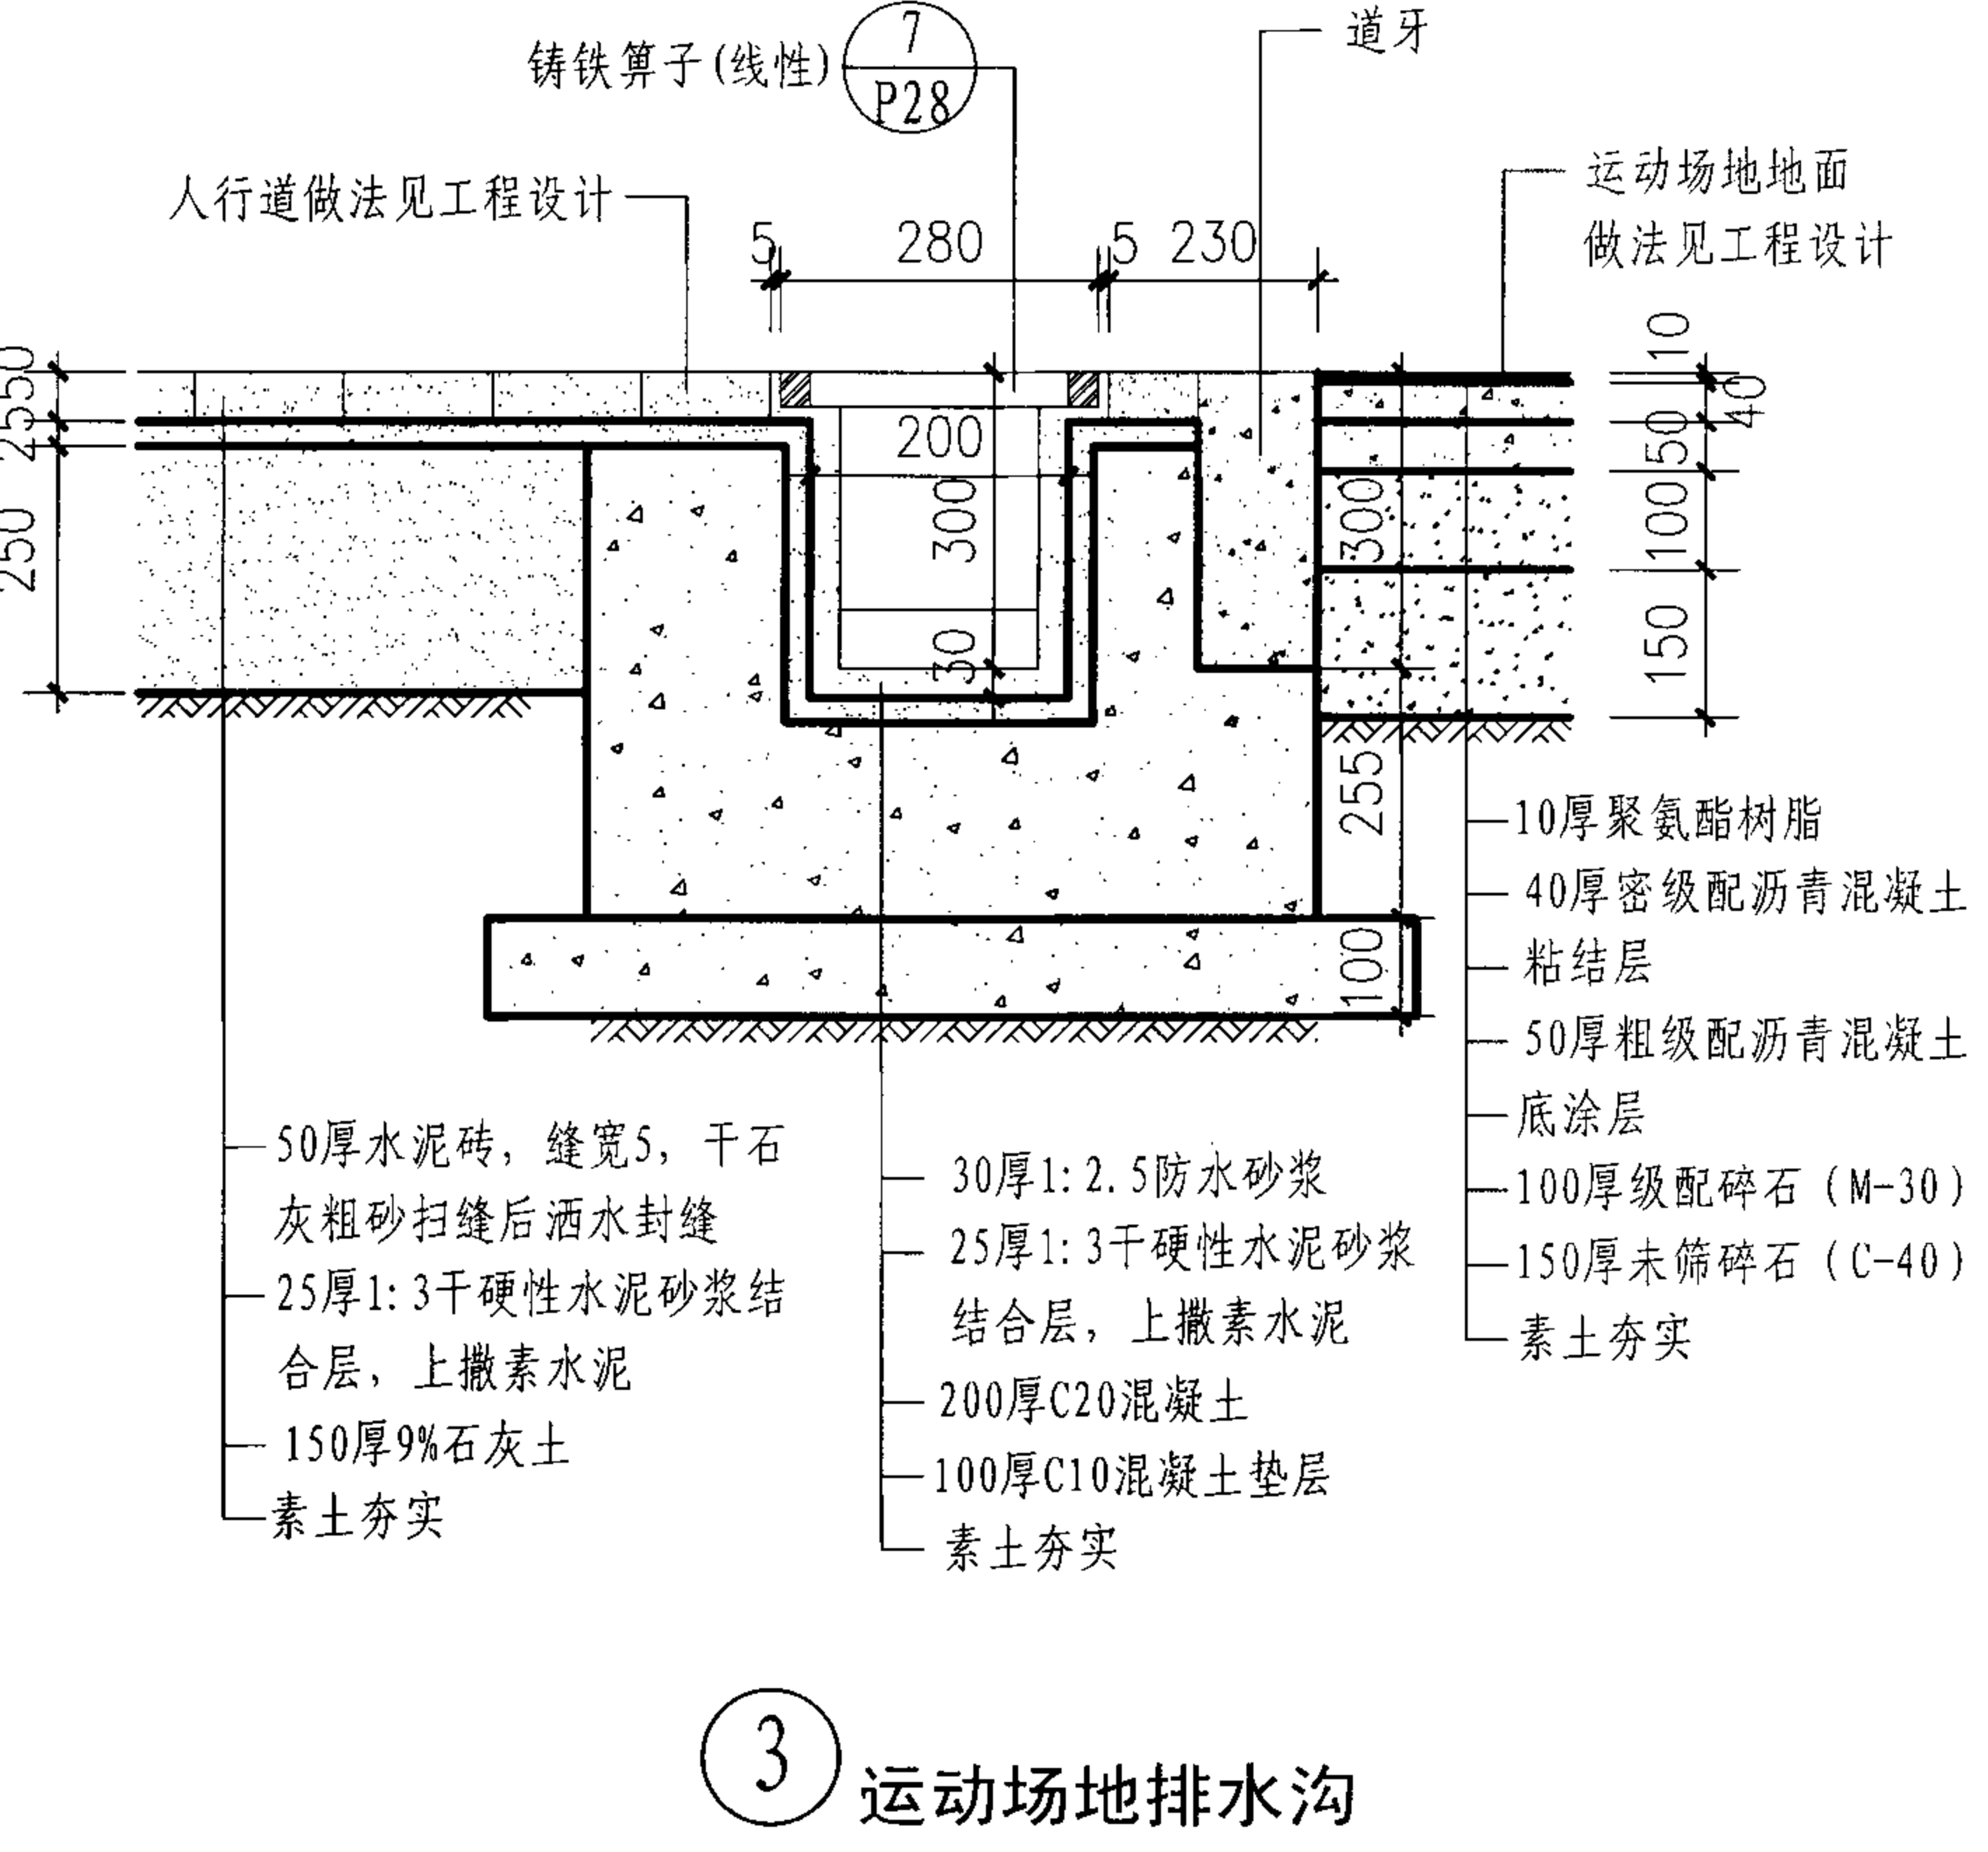 铸铁箅子(线性)
7
P28
道牙
人行道做法见工程设计
运动场地地面
做法见工程设计
5
280
5
230
50
25
250
200
300
30
300
255
100
10
40
50
100
150
10厚聚氨酯树脂
40厚密级配沥青混凝土
粘结层
50厚粗级配沥青混凝土
底涂层
100厚级配碎石(M-30)
150厚未筛碎石(C-40)
素土夯实
50厚水泥砖，缝宽5，干石
灰粗砂扫缝后洒水封缝
25厚1:3干硬性水泥砂浆结
合层，上撒素水泥
150厚9%石灰土
素土夯实
30厚1:2.5防水砂浆
25厚1:3干硬性水泥砂浆
结合层，上撒素水泥
200厚C20混凝土
100厚C10混凝土垫层
素土夯实
3
运动场地排水沟